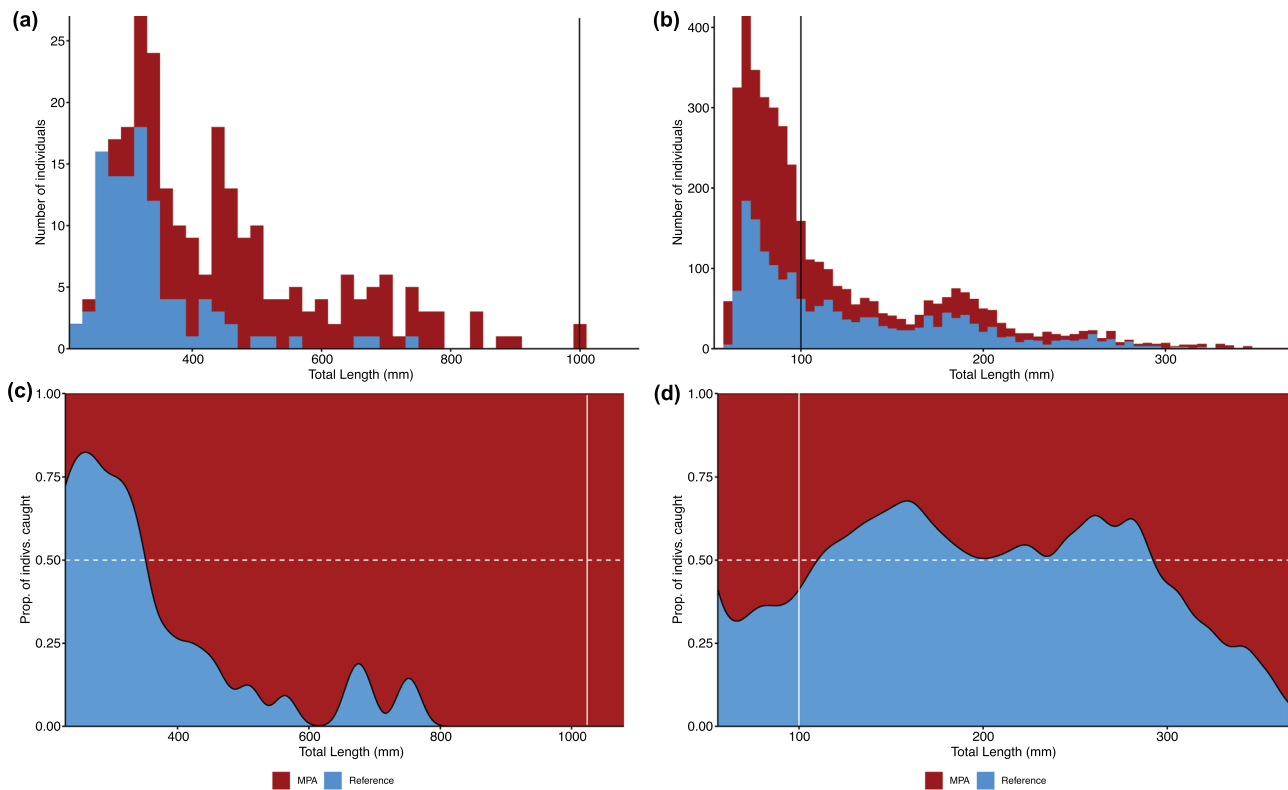 (a)
Number of individuals
25
20
15
10
5
0
400
600
800
1000
Total Length (mm)
(b)
Number of individuals
400
300
200
100
0
100
200
300
Total Length (mm)
(c)
Prop. of indivs. caught
1.00
0.75
0.50
0.25
0.00
400
600
800
1000
Total Length (mm)
MPA
Reference
(d)
Prop. of indivs. caught
1.00
0.75
0.50
0.25
0.00
100
200
300
Total Length (mm)
MPA
Reference